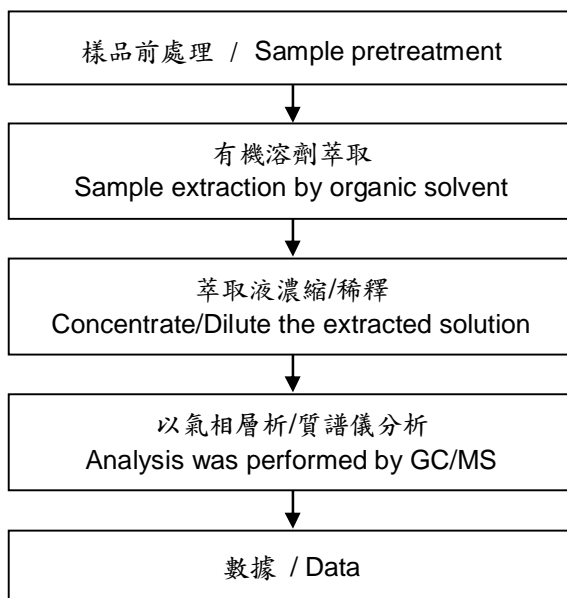 樣品前處理 / Sample pretreatment
有機溶劑萃取
Sample extraction by organic solvent
萃取液濃縮/稀釋
Concentrate/Dilute the extracted solution
以氣相層析/質譜儀分析
Analysis was performed by GC/MS
數據 / Data